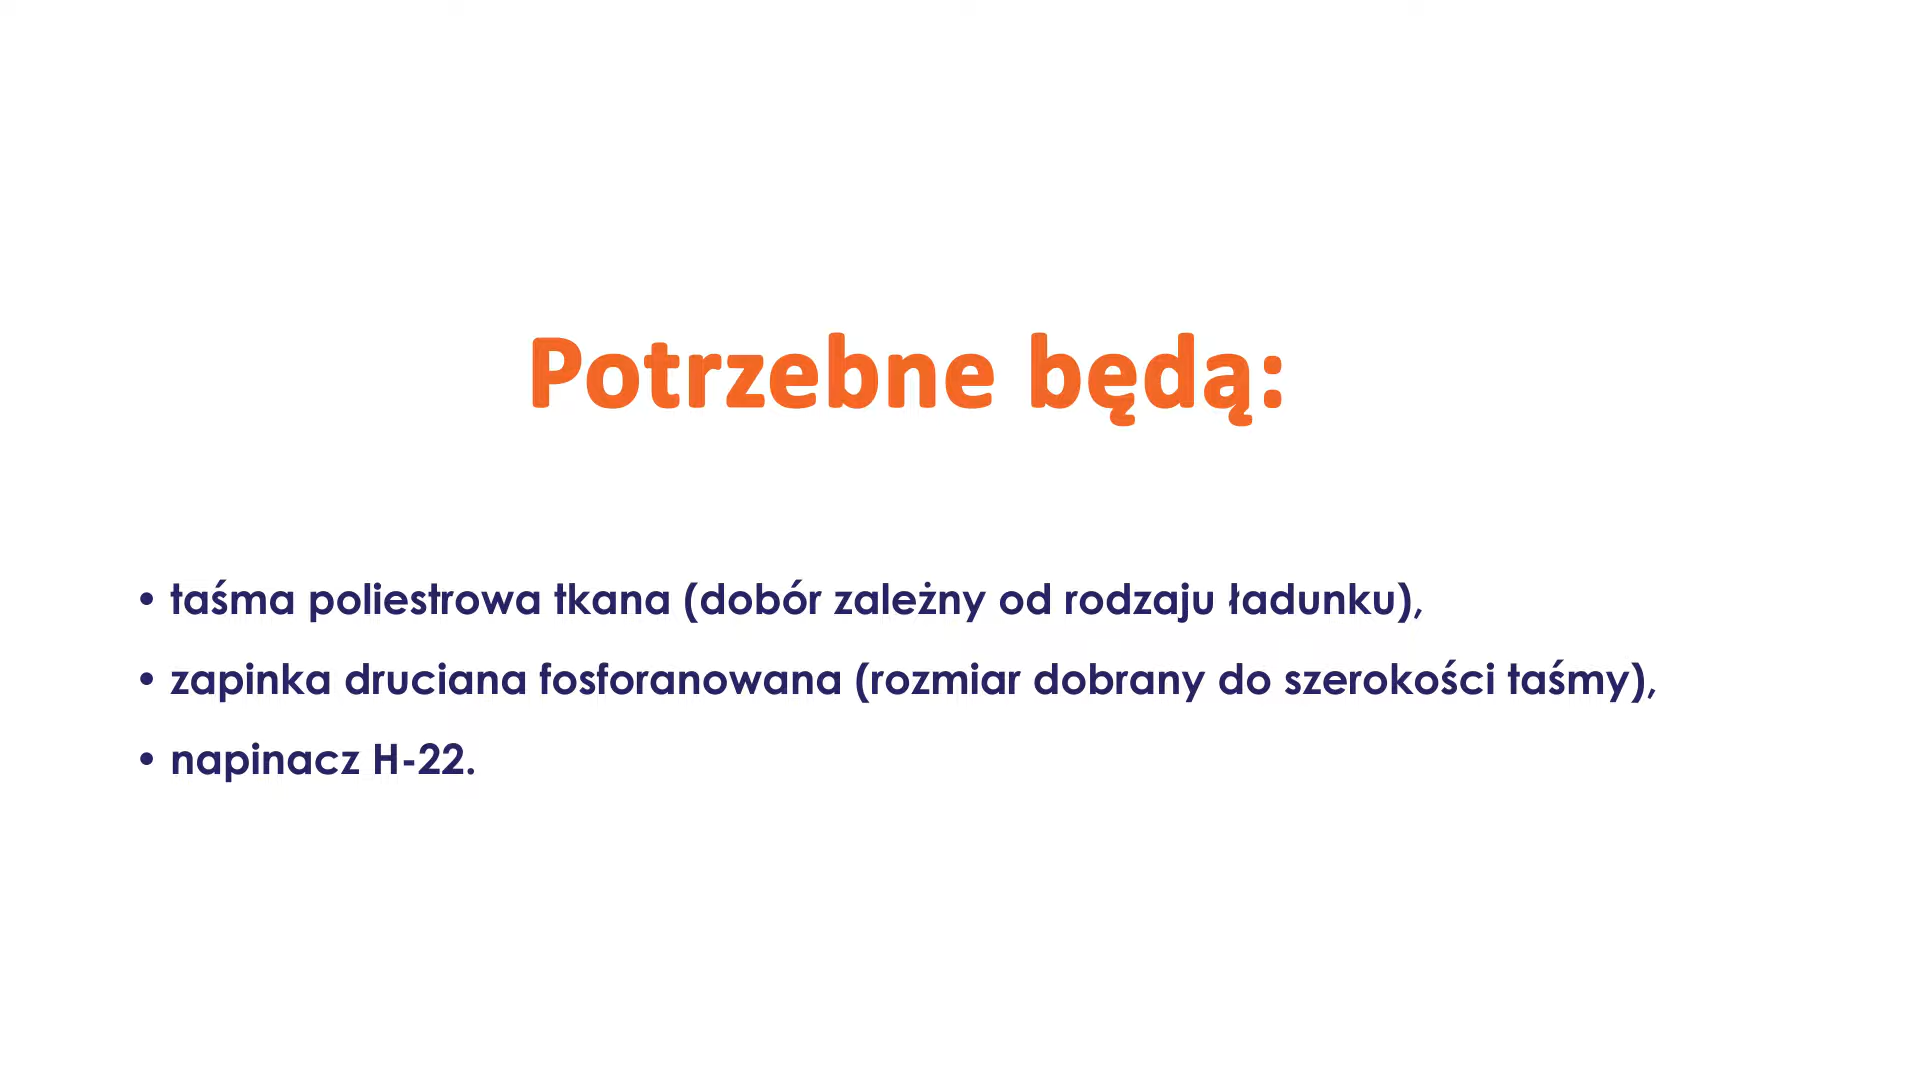 Potrzebne będą:
• taśma poliestrowa tkana (dobór zależny od rodzaju ładunku),
• zapinka druciana fosforanowana (rozmiar dobrany do szerokości taśmy),
• napinacz H-22.